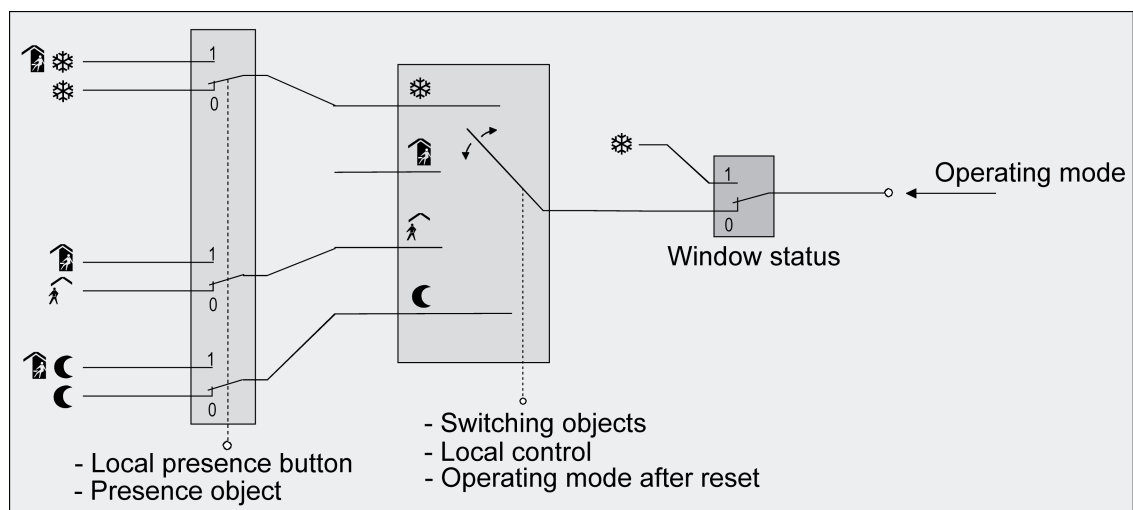 1
0
1
0
1
0
1
0
Operating mode
Window status
- Switching objects
- Local control
- Operating mode after reset
- Local presence button
- Presence object